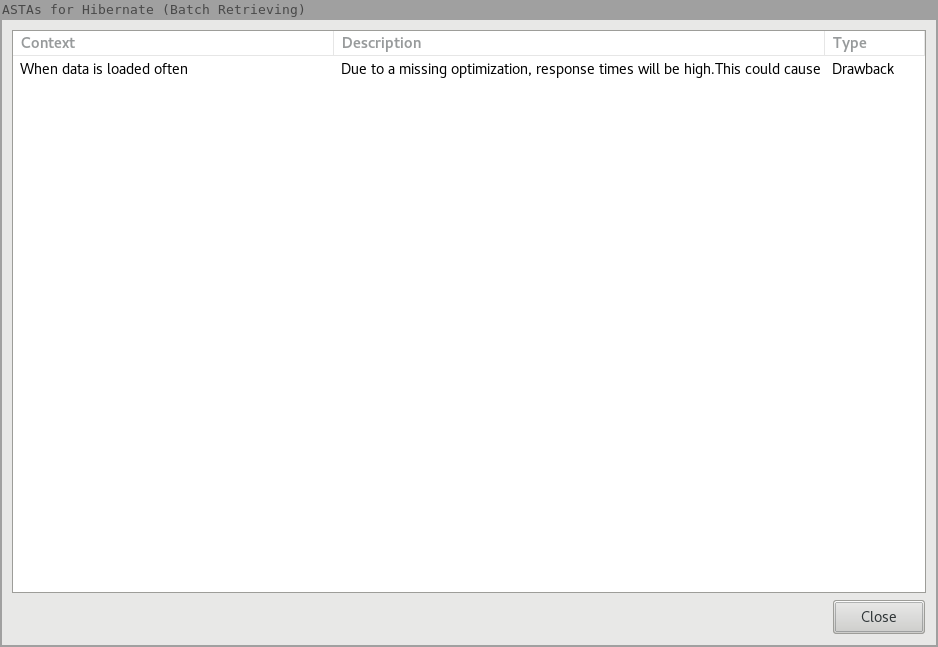 ASTAs for Hibernate (Batch Retrieving)
Context Description Type
When data is loaded often Due to a missing optimization, response times will be high.This could cause Drawback
Close